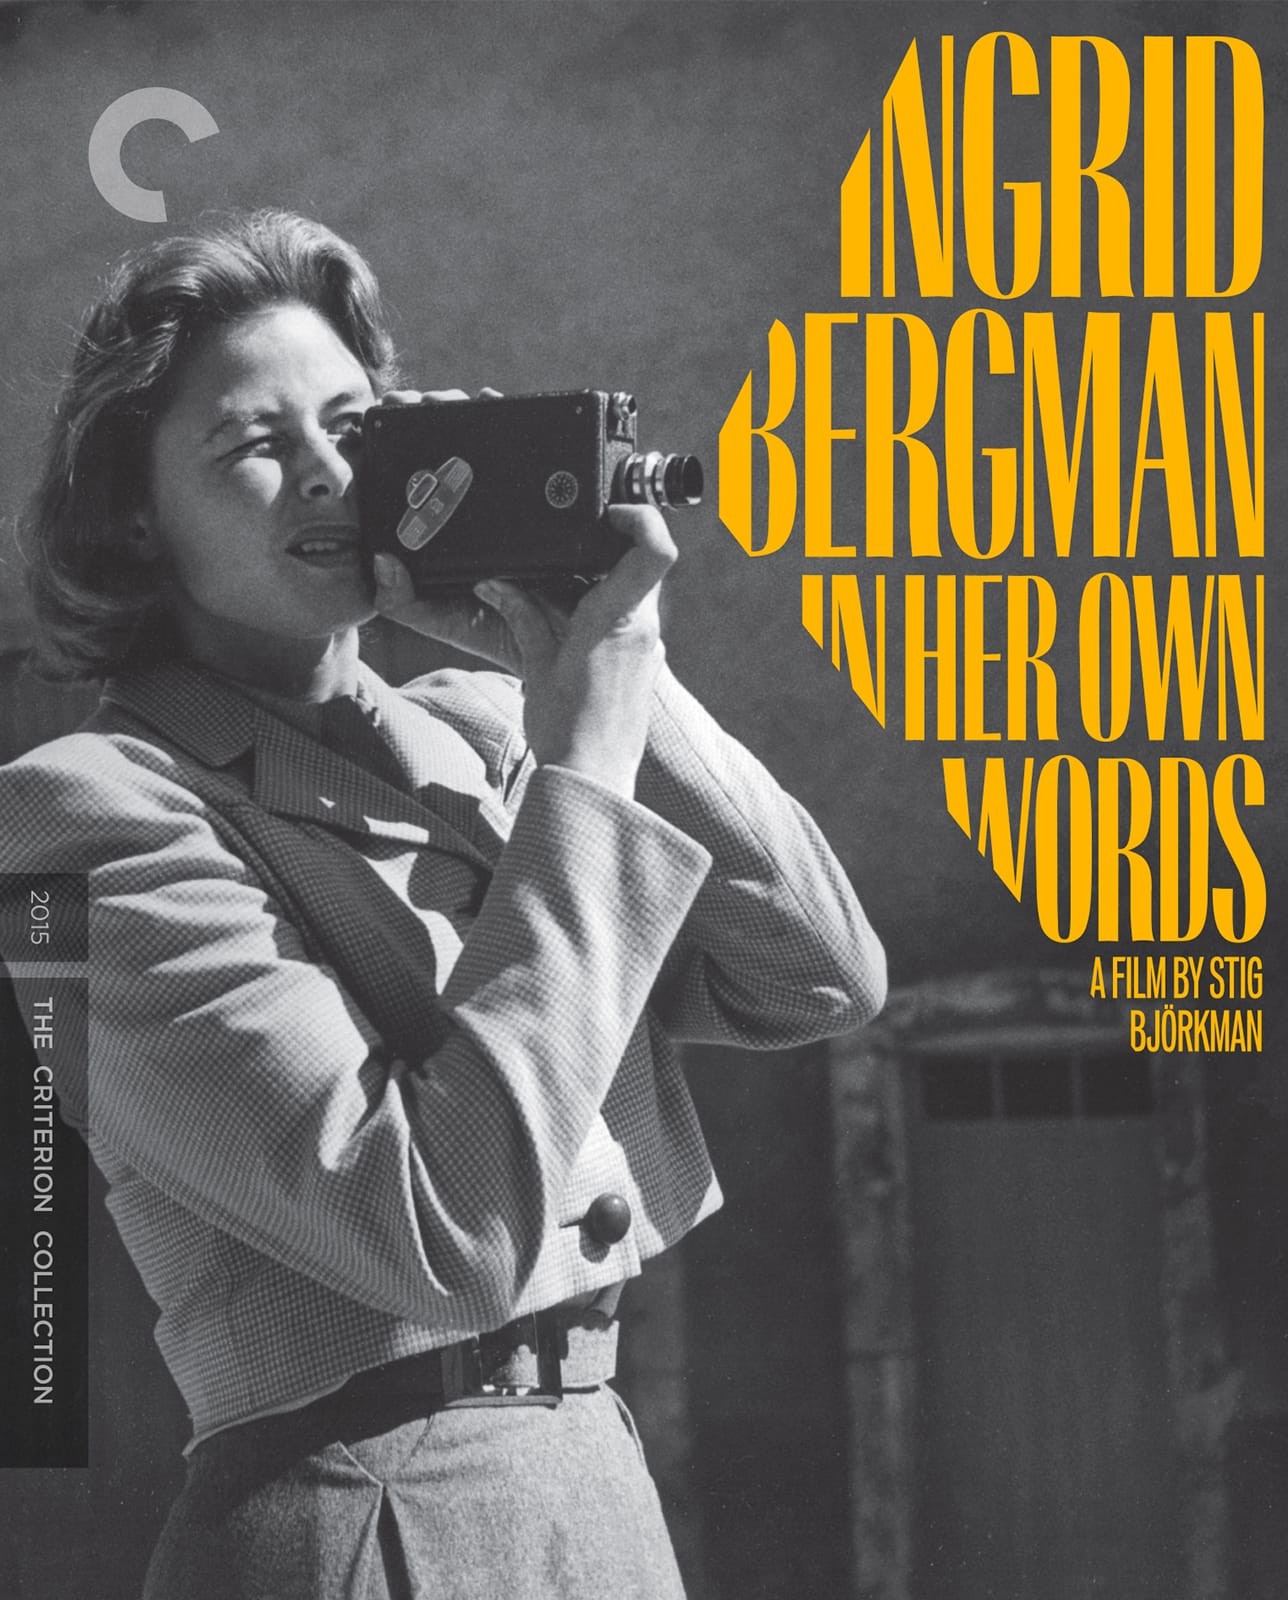 INGRID
BERGMAN
IN HER OWN
WORDS
A FILM BY STIG
BJÖRKMAN
2015
THE CRITERION COLLECTION